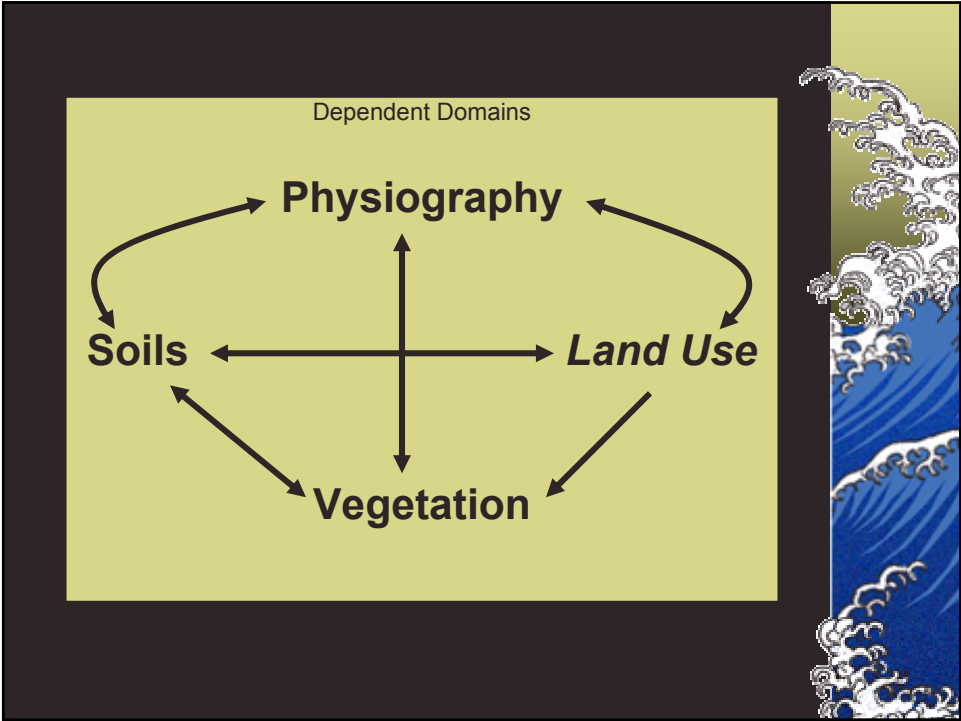 Dependent Domains
Physiography
Soils
Land Use
Vegetation